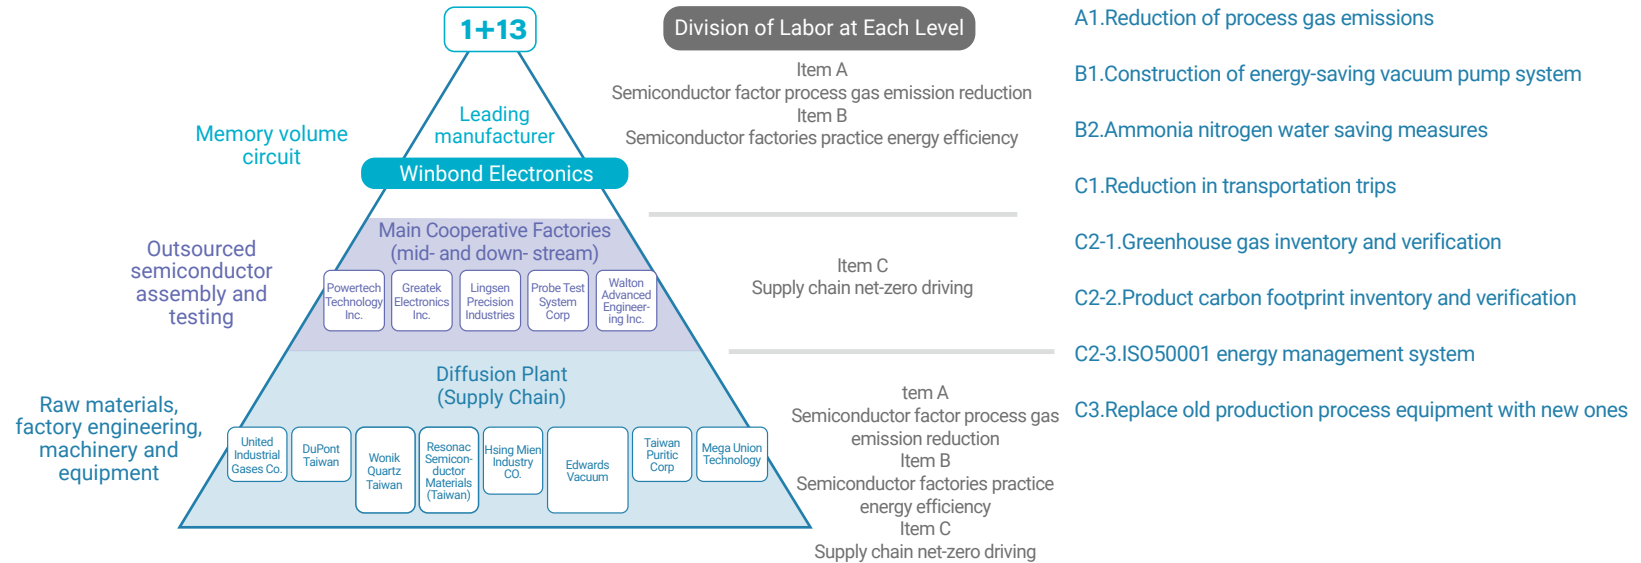 1+13
Leading
manufacturer
Memory volume
circuit
Winbond Electronics
Main Cooperative Factories
(mid- and down- stream)
Outsourced
semiconductor
assembly and
testing
Powertech
Technology
Inc.
Greatek
Electronics
Inc.
Lingsen
Precision
Industries
Probe Test
System
Corp
Walton
Advanced
Engineer-
ing Inc.
Diffusion Plant
(Supply Chain)
Raw materials,
factory engineering,
machinery and
equipment
United
Industrial
Gases Co.
DuPont
Taiwan
Wonik
Quartz
Taiwan
Resonac
Semicon-
ductor
Materials
(Taiwan)
Hsing Mien
Industry
CO.
Edwards
Vacuum
Taiwan
Puritic
Corp
Mega Union
Technology
Division of Labor at Each Level
Item A
Semiconductor factor process gas emission reduction
Item B
Semiconductor factories practice energy efficiency
Item C
Supply chain net-zero driving
tem A
Semiconductor factor process gas
emission reduction
Item B
Semiconductor factories practice
energy efficiency
Item C
Supply chain net-zero driving
A1.Reduction of process gas emissions
B1.Construction of energy-saving vacuum pump system
B2.Ammonia nitrogen water saving measures
C1.Reduction in transportation trips
C2-1.Greenhouse gas inventory and verification
C2-2.Product carbon footprint inventory and verification
C2-3.ISO50001 energy management system
C3.Replace old production process equipment with new ones